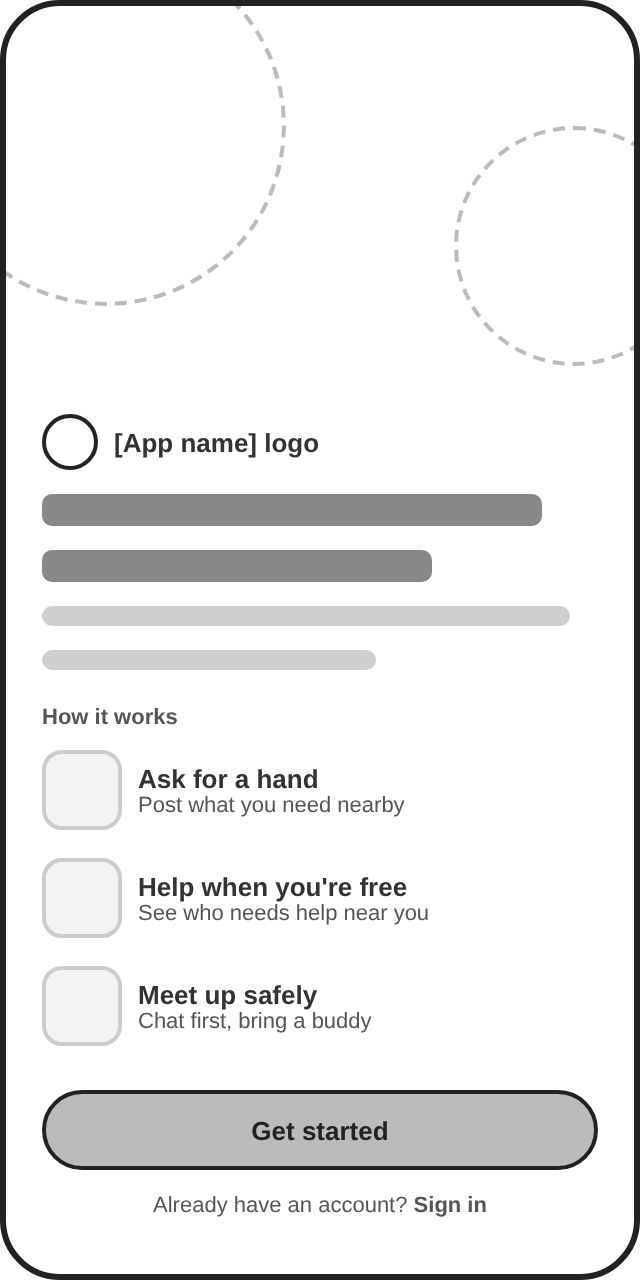 [App name] logo
How it works
Ask for a hand
Post what you need nearby
Help when you're free
See who needs help near you
Meet up safely
Chat first, bring a buddy
Get started
Already have an account? Sign in